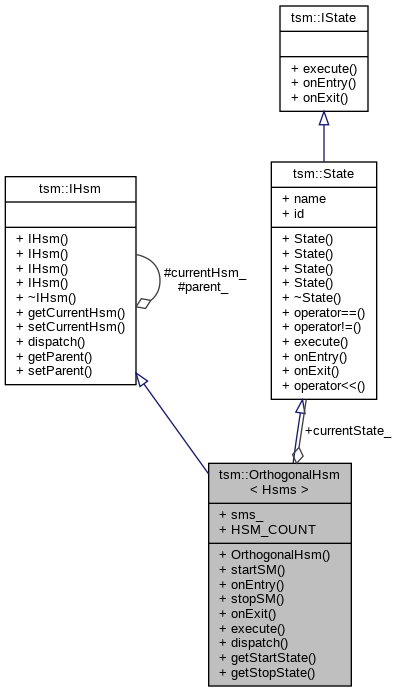 tsm::IState
+ execute()
+ onEntry()
+ onExit()
tsm::IHsm
+ IHsm()
+ IHsm()
+ IHsm()
+ IHsm()
+ ~IHsm()
+ getCurrentHsm()
+ setCurrentHsm()
+ dispatch()
+ getParent()
+ setParent()
#currentHsm_
#parent_
tsm::State
+ name
+ id
+ State()
+ State()
+ State()
+ State()
+ ~State()
+ operator==()
+ operator!=()
+ execute()
+ onEntry()
+ onExit()
+ operator<<()
+currentState_
tsm::OrthogonalHsm
< Hsms >
+ sms_
+ HSM_COUNT
+ OrthogonalHsm()
+ startSM()
+ onEntry()
+ stopSM()
+ onExit()
+ execute()
+ dispatch()
+ getStartState()
+ getStopState()